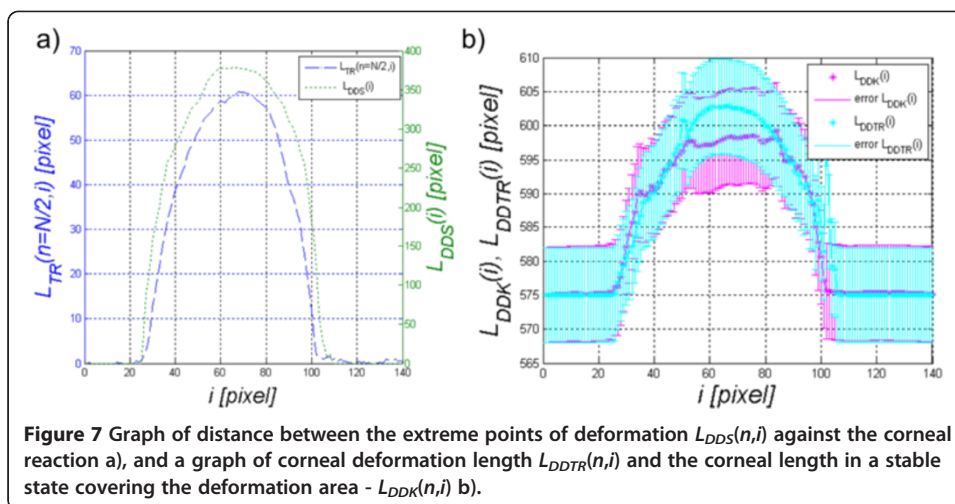 a)
L_TR(n=N/2,i)
L_DDS(i)
70
60
50
40
30
20
10
0
L_TR(n=N/2,i) [pixel]
400
350
300
250
200
150
100
50
0
L_DDS(i) [pixel]
0 20 40 60 80 100 120 140
i [pixel]
b)
L_DDK(i)
error L_DDK(i)
L_DDTR(i)
error L_DDTR(i)
610
605
600
595
590
585
580
575
570
565
L_DDK(i), L_DDTR(i) [pixel]
0 20 40 60 80 100 120 140
i [pixel]
Figure 7 Graph of distance between the extreme points of deformation L_DDS(n,i) against the corneal
reaction a), and a graph of corneal deformation length L_DDTR(n,i) and the corneal length in a stable
state covering the deformation area - L_DDK(n,i) b).